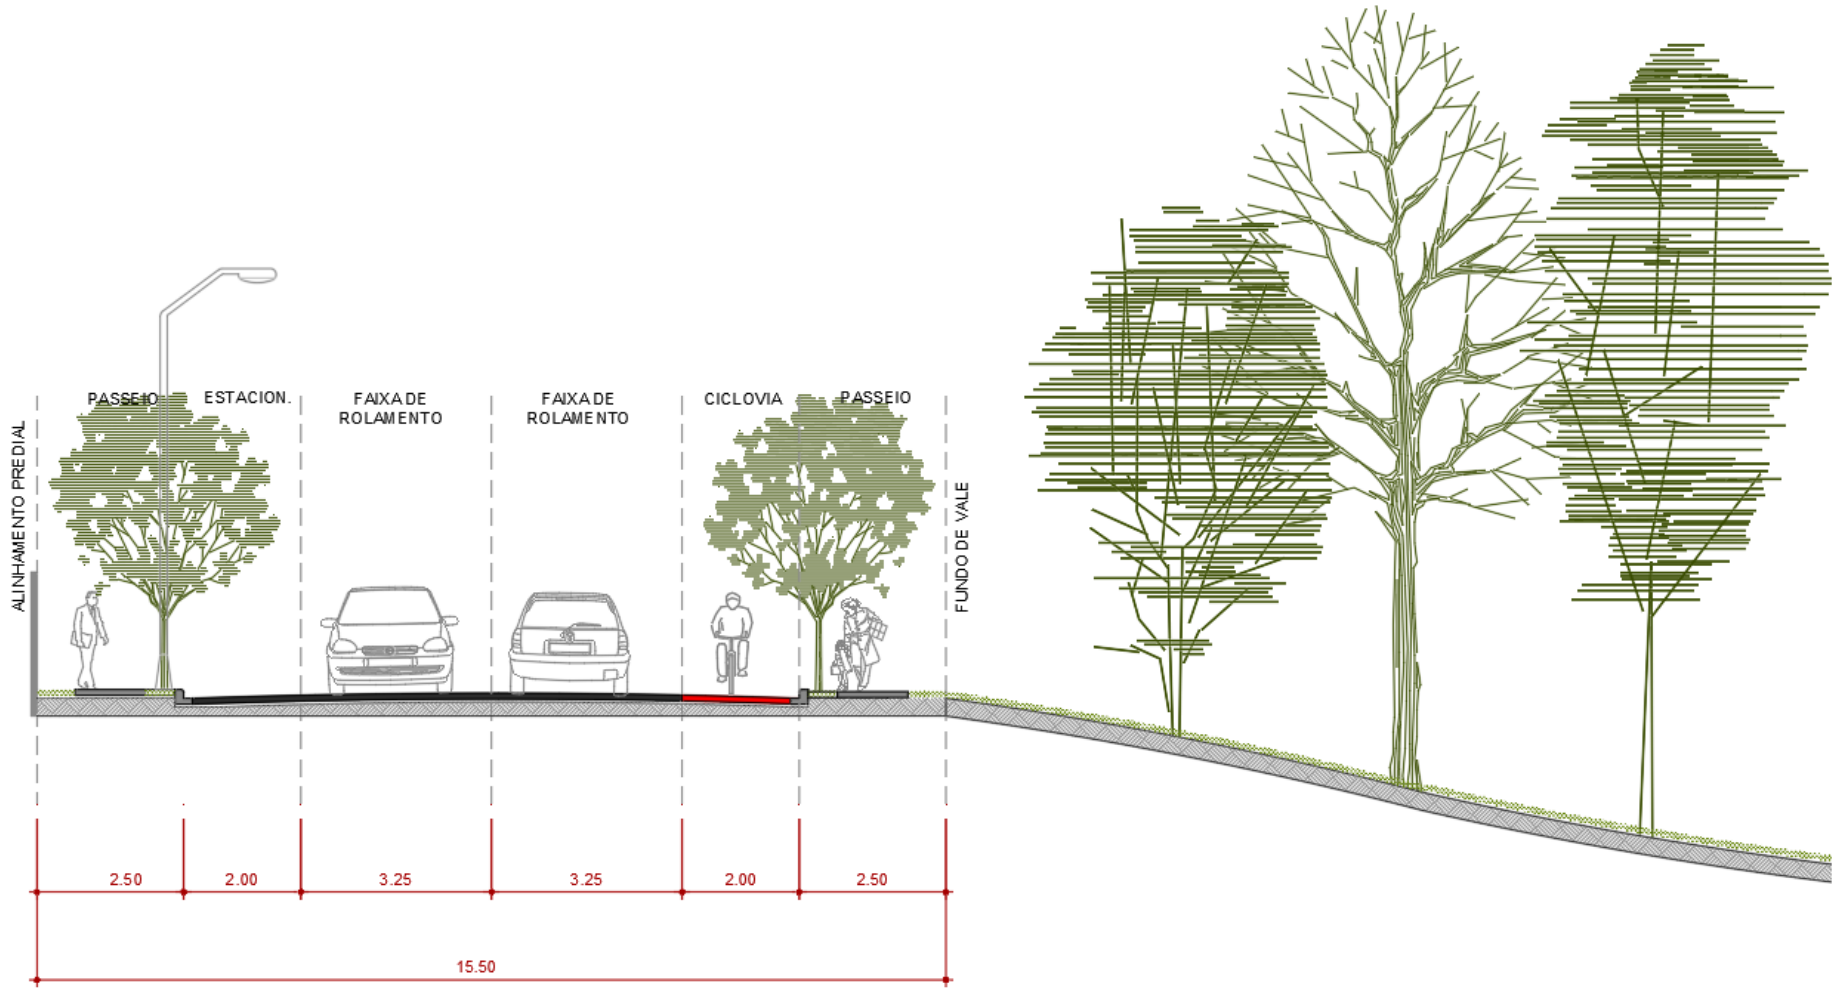 ALINHAMENTO PREDIAL
PASSEIO
ESTACION.
FAIXA DE
ROLAMENTO
FAIXA DE
ROLAMENTO
CICLOVIA
PASSEIO
FUNDO DE VALE
2.50
2.00
3.25
3.25
2.00
2.50
15.50